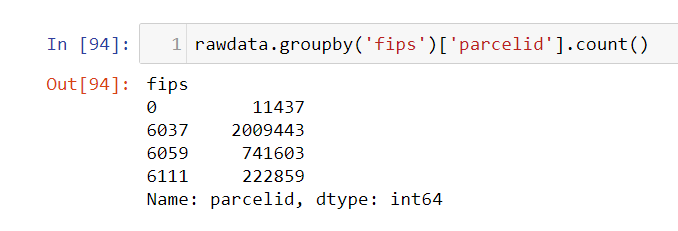 In [94]: 1 rawdata.groupby('fips')['parcelid'].count()
Out[94]: fips
0 11437
6037 2009443
6059 741603
6111 222859
Name: parcelid, dtype: int64